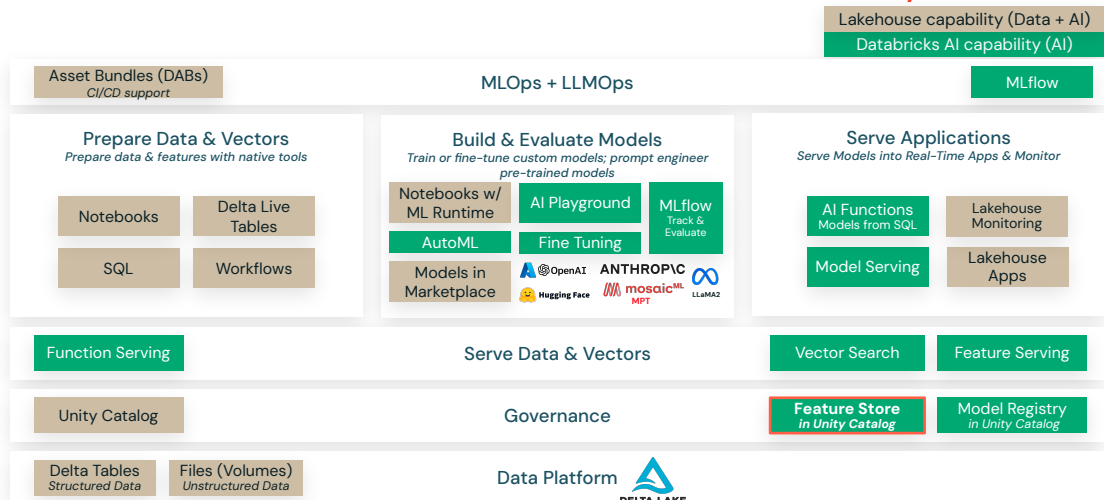 Lakehouse capability (Data + AI)
Databricks AI capability (AI)
Asset Bundles (DABs)
CI/CD support
MLOps + LLMOps
MLflow
Prepare Data & Vectors
Prepare data & features with native tools
Notebooks
Delta Live
Tables
SQL
Workflows
Build & Evaluate Models
Train or fine-tune custom models; prompt engineer
pre-trained models
Notebooks w/
ML Runtime
AI Playground
MLflow
Track &
Evaluate
AutoML
Fine Tuning
Models in
Marketplace
OpenAI
ANTHROP\C
Hugging Face
mosaicML
MPT
LLaMA2
Serve Applications
Serve Models into Real-Time Apps & Monitor
AI Functions
Models from SQL
Lakehouse
Monitoring
Model Serving
Lakehouse
Apps
Function Serving
Serve Data & Vectors
Vector Search
Feature Serving
Unity Catalog
Governance
Feature Store
in Unity Catalog
Model Registry
in Unity Catalog
Delta Tables
Structured Data
Files (Volumes)
Unstructured Data
Data Platform
DELTA LAKE